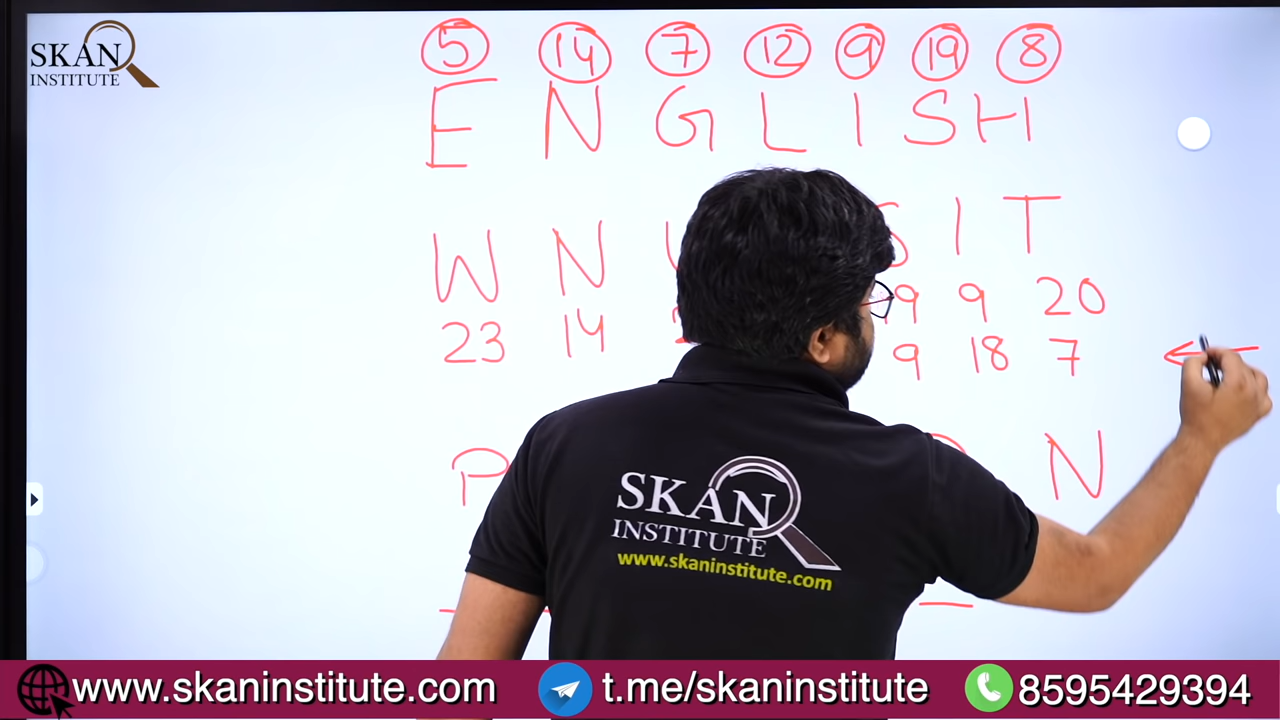 SKAN
INSTITUTE
5 14 7 12 9 19 8
E N G L I S H
W N I T
23 14 9 20
9 18 7
P N
SKAN
INSTITUTE
www.skaninstitute.com
www.skaninstitute.com t.me/skaninstitute 8595429394